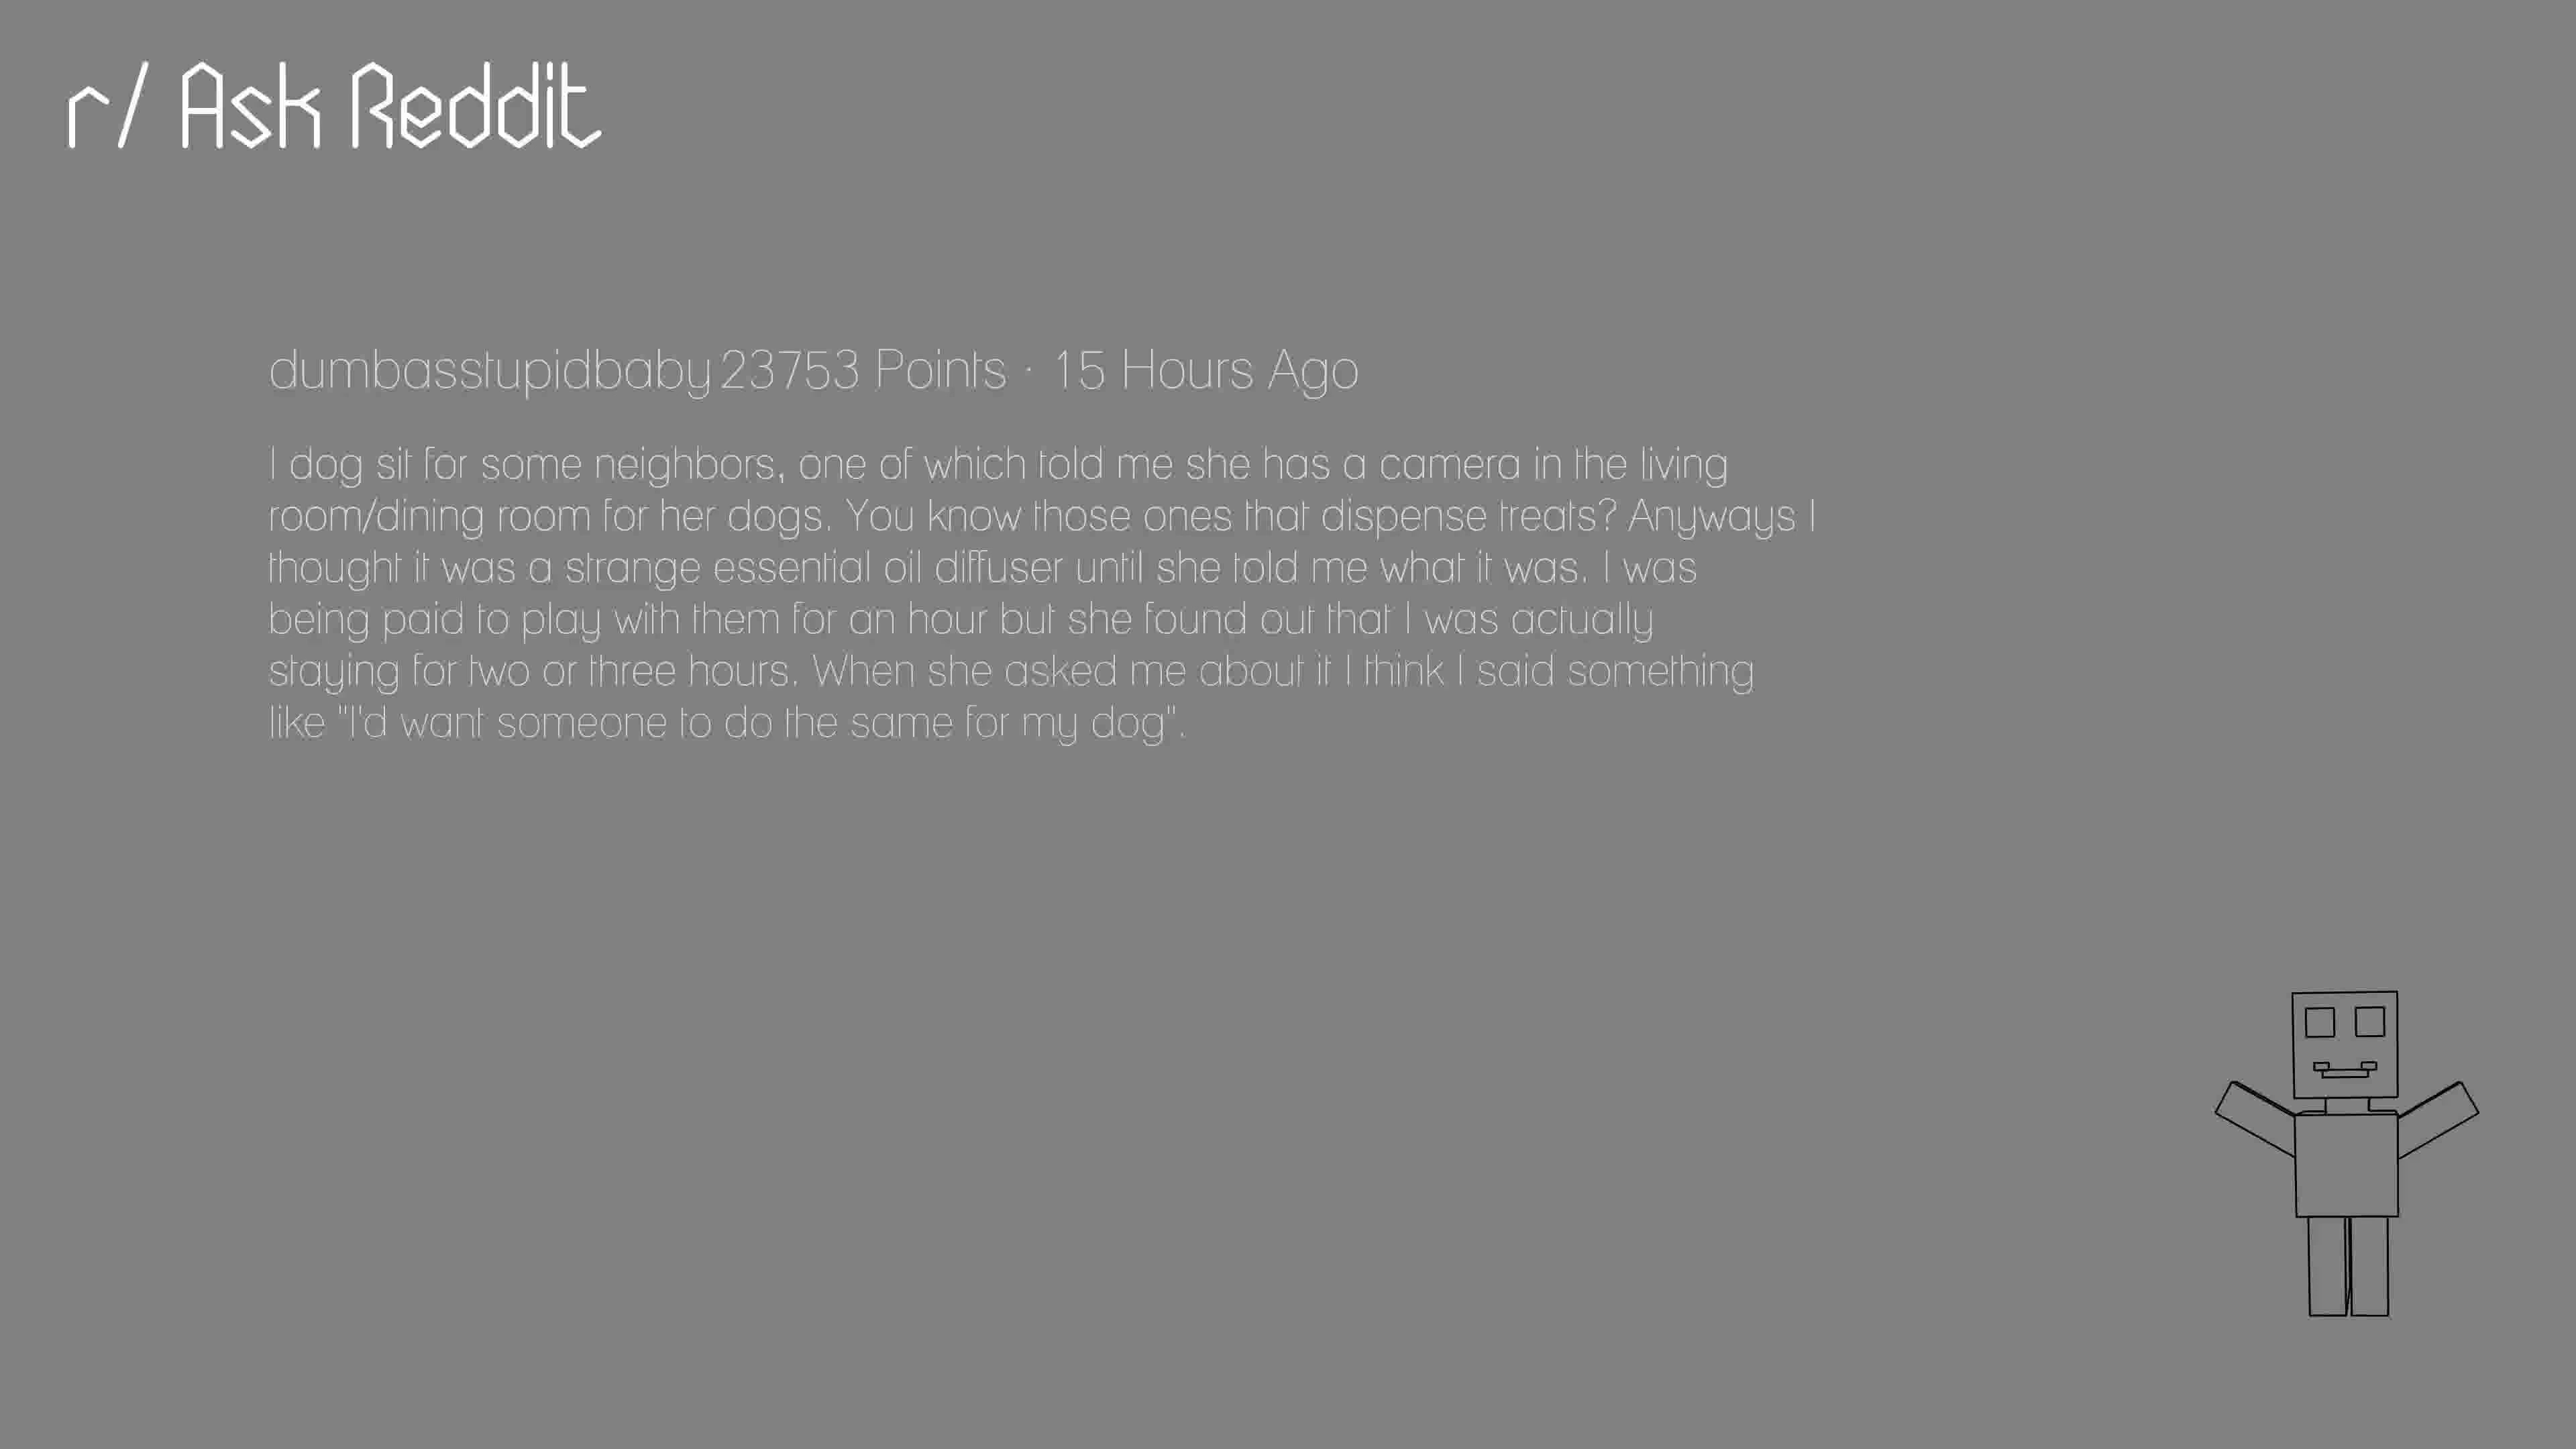 r/ Ask Reddit
dumbasstupidbaby 23753 Points · 15 Hours Ago
I dog sit for some neighbors, one of which told me she has a camera in the living
room/dining room for her dogs. You know those ones that dispense treats? Anyways I
thought it was a strange essential oil diffuser until she told me what it was. I was
being paid to play with them for an hour but she found out that I was actually
staying for two or three hours. When she asked me about it I think I said something
like "I'd want someone to do the same for my dog".